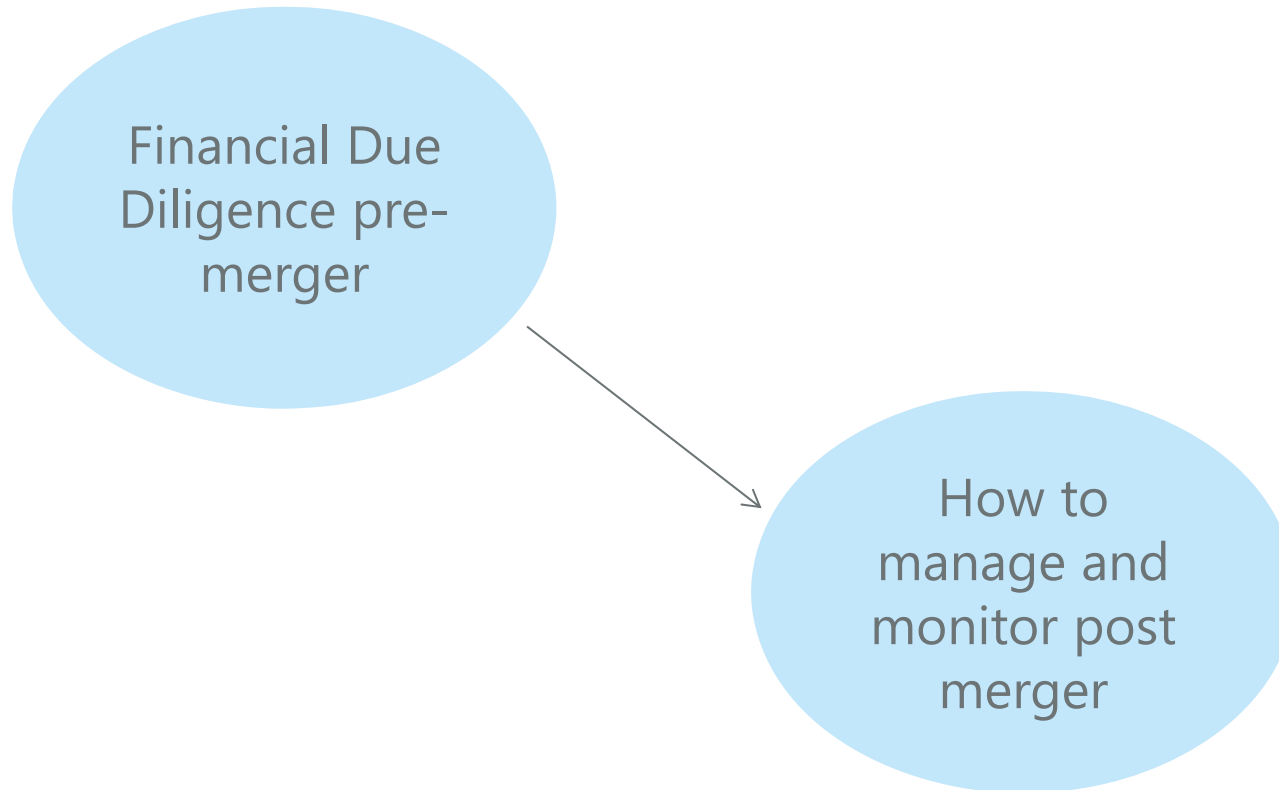 Financial Due
Diligence pre-
merger
How to
manage and
monitor post
merger